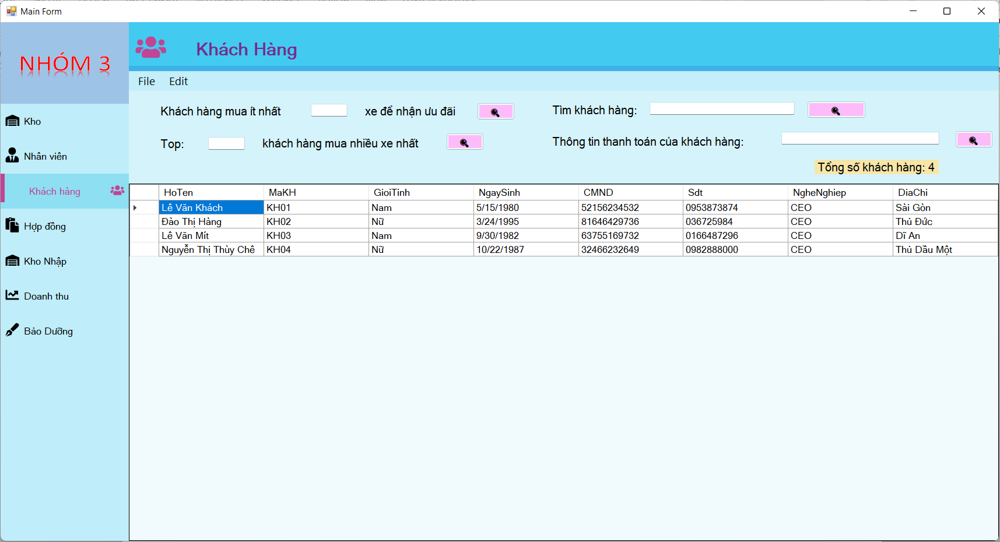 Main Form
NHÓM 3
Khách Hàng
File Edit
Kho
Nhân viên
Khách hàng
Hợp đồng
Kho Nhập
Doanh thu
Bảo Dưỡng
Khách hàng mua ít nhất xe để nhận ưu đãi
Tìm khách hàng:
Top: khách hàng mua nhiều xe nhất
Thông tin thanh toán của khách hàng:
Tổng số khách hàng: 4
HoTen MaKH GioiTinh NgaySinh CMND Sdt NgheNghiep DiaChi
Lê Văn Khách KH01 Nam 5/15/1980 52156234532 0953873874 CEO Sài Gòn
Đào Thị Hàng KH02 Nữ 3/24/1995 81646429736 036725984 CEO Thủ Đức
Lê Văn Mít KH03 Nam 9/30/1982 63755169732 0166487296 CEO Dĩ An
Nguyễn Thị Thùy Chê KH04 Nữ 10/22/1987 32466232649 0982888000 CEO Thủ Dầu Một